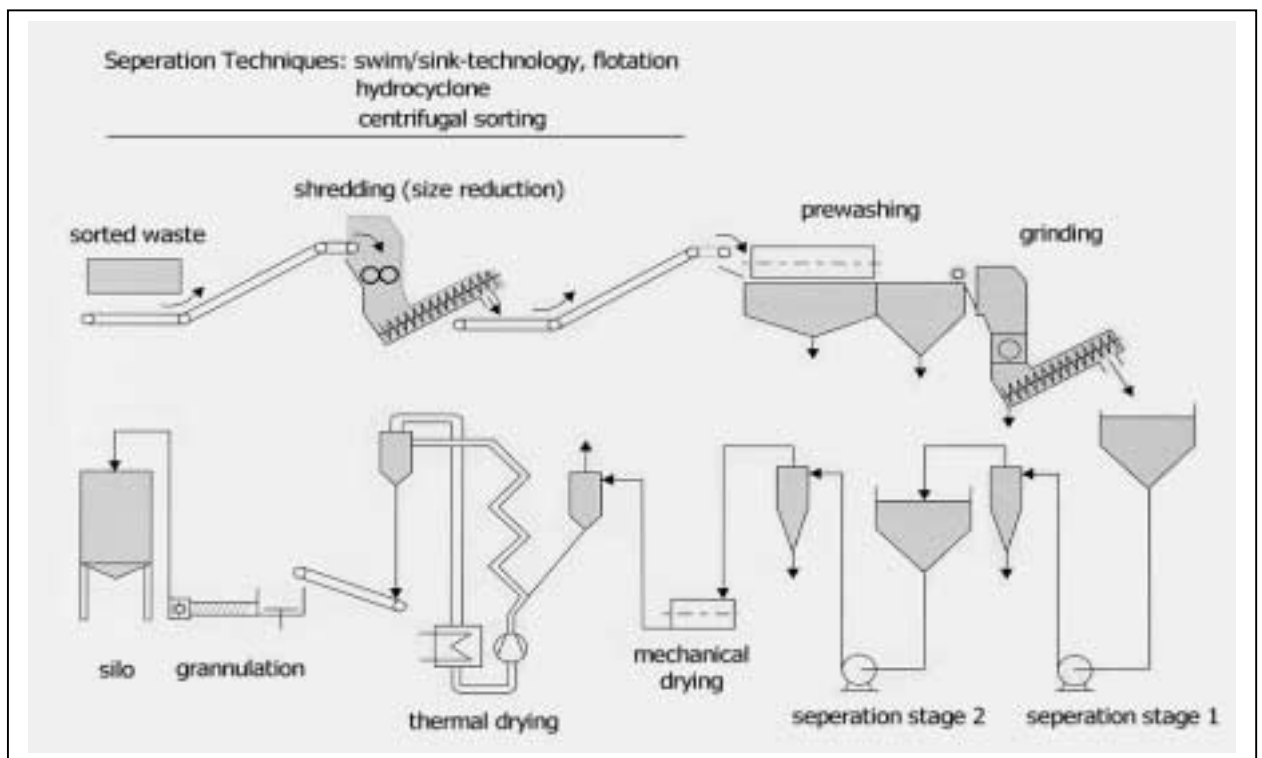 Seperation Techniques: swim/sink-technology, flotation
hydrocyclone
centrifugal sorting
shredding (size reduction)
prewashing
sorted waste
grinding
silo
grannulation
thermal drying
mechanical
drying
seperation stage 2
seperation stage 1